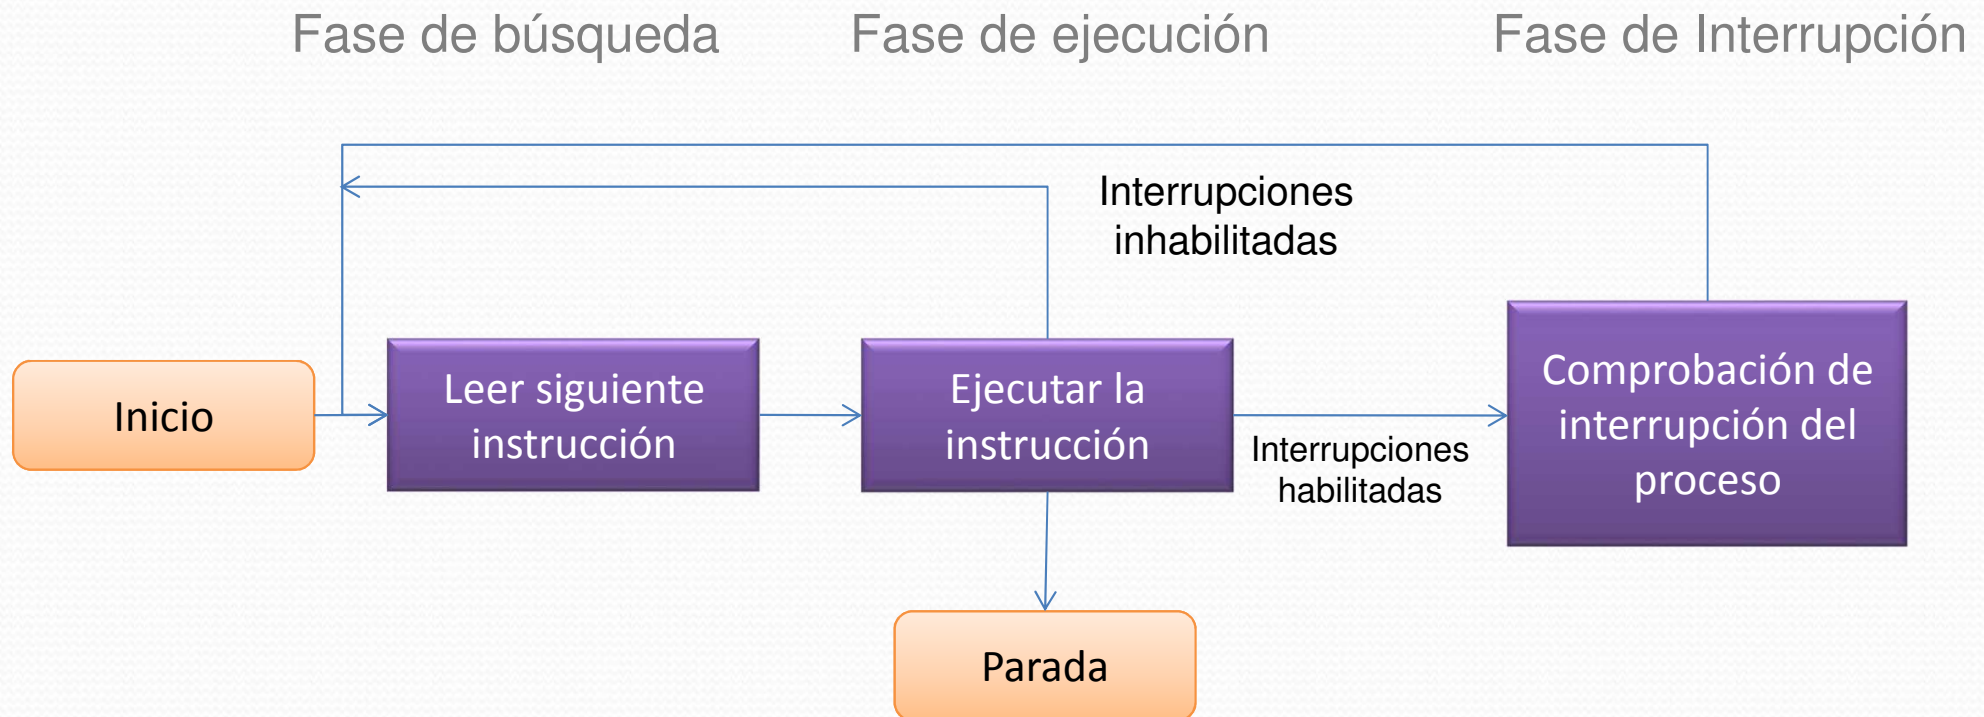 Fase de búsqueda
Fase de ejecución
Fase de Interrupción
Interrupciones
inhabilitadas
Inicio
Leer siguiente
instrucción
Ejecutar la
instrucción
Interrupciones
habilitadas
Comprobación de
interrupción del
proceso
Parada